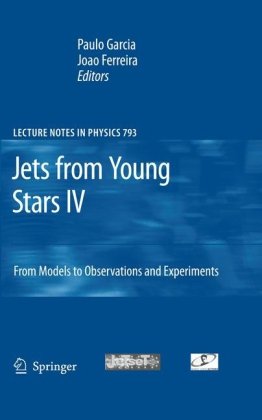 Paulo Garcia
Joao Ferreira
Editors
LECTURE NOTES IN PHYSICS 793
Jets from Young
Stars IV
From Models to Observations and Experiments
Springer
JETSET